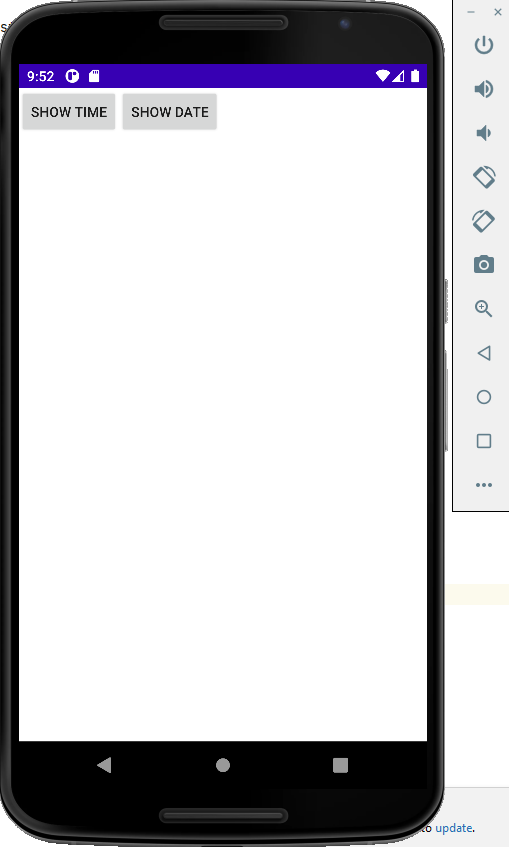 9:52
SHOW TIME SHOW DATE
to update.